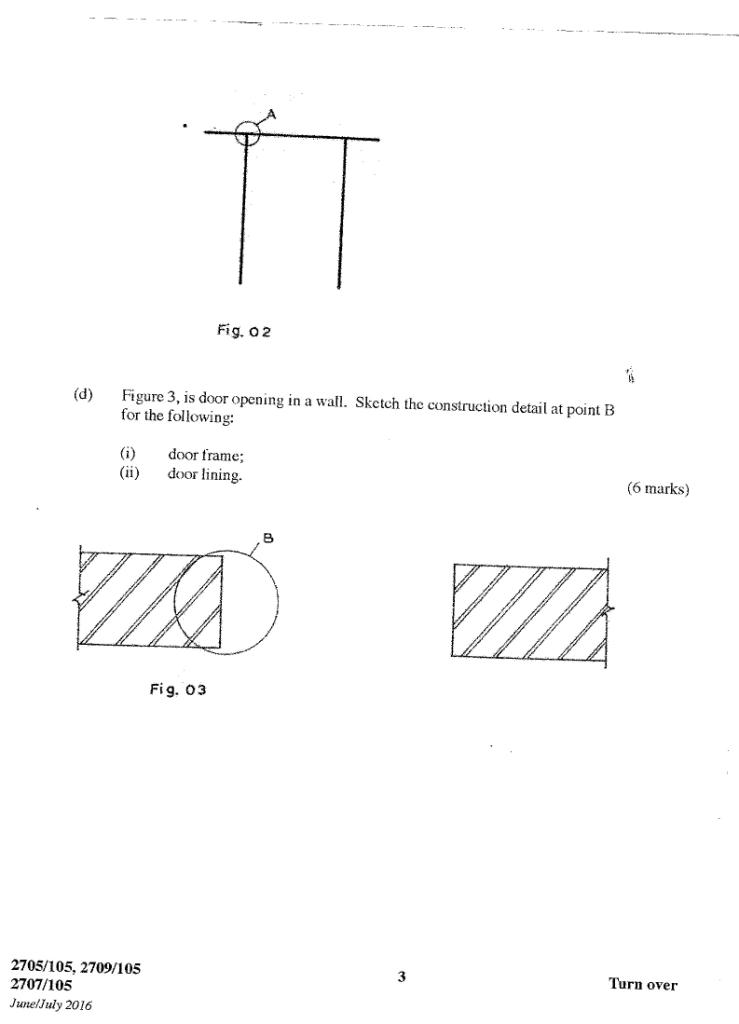 A
Fig. 02
(d) Figure 3, is door opening in a wall. Sketch the construction detail at point B
for the following:
(i) door frame;
(ii) door lining.
(6 marks)
B
Fig. 03
2705/105, 2709/105
2707/105
June/July 2016
3
Turn over